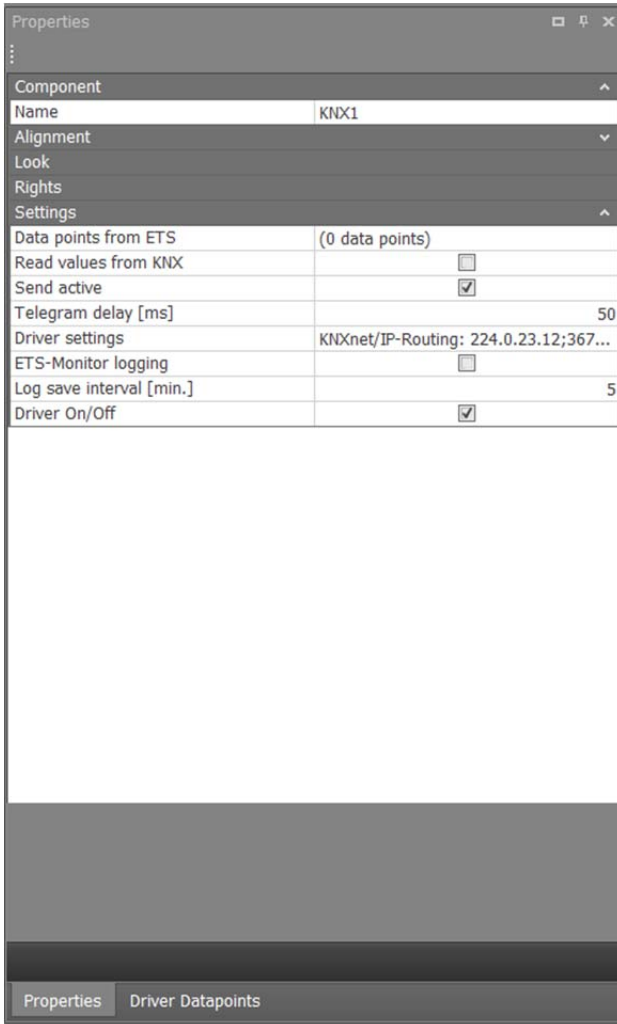 Properties
Component
Name KNX1
Alignment
Look
Rights
Settings
Data points from ETS (0 data points)
Read values from KNX
Send active
Telegram delay [ms] 50
Driver settings KNXnet/IP-Routing: 224.0.23.12;367...
ETS-Monitor logging
Log save interval [min.] 5
Driver On/Off
Properties Driver Datapoints